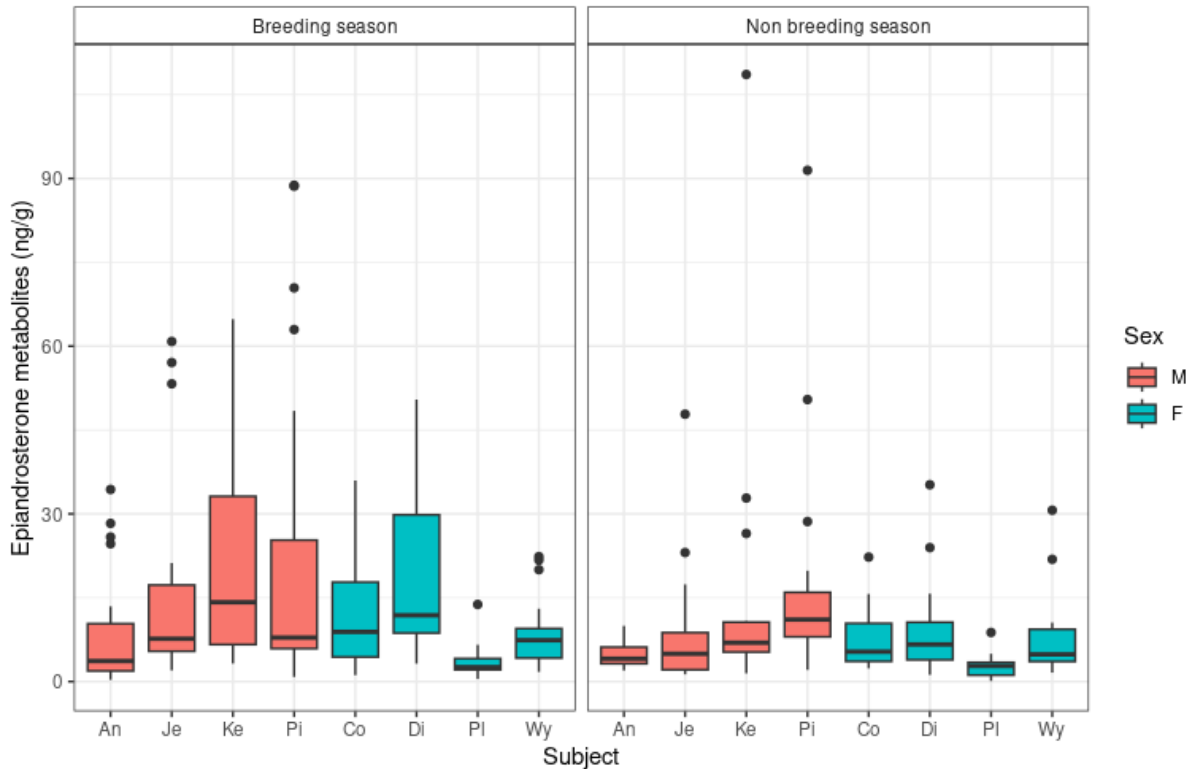 Breeding season
Non breeding season
Epiandrosterone metabolites (ng/g)
90
60
30
0
An Je Ke Pi Co Di Pl Wy
An Je Ke Pi Co Di Pl Wy
Subject
Sex
M
F